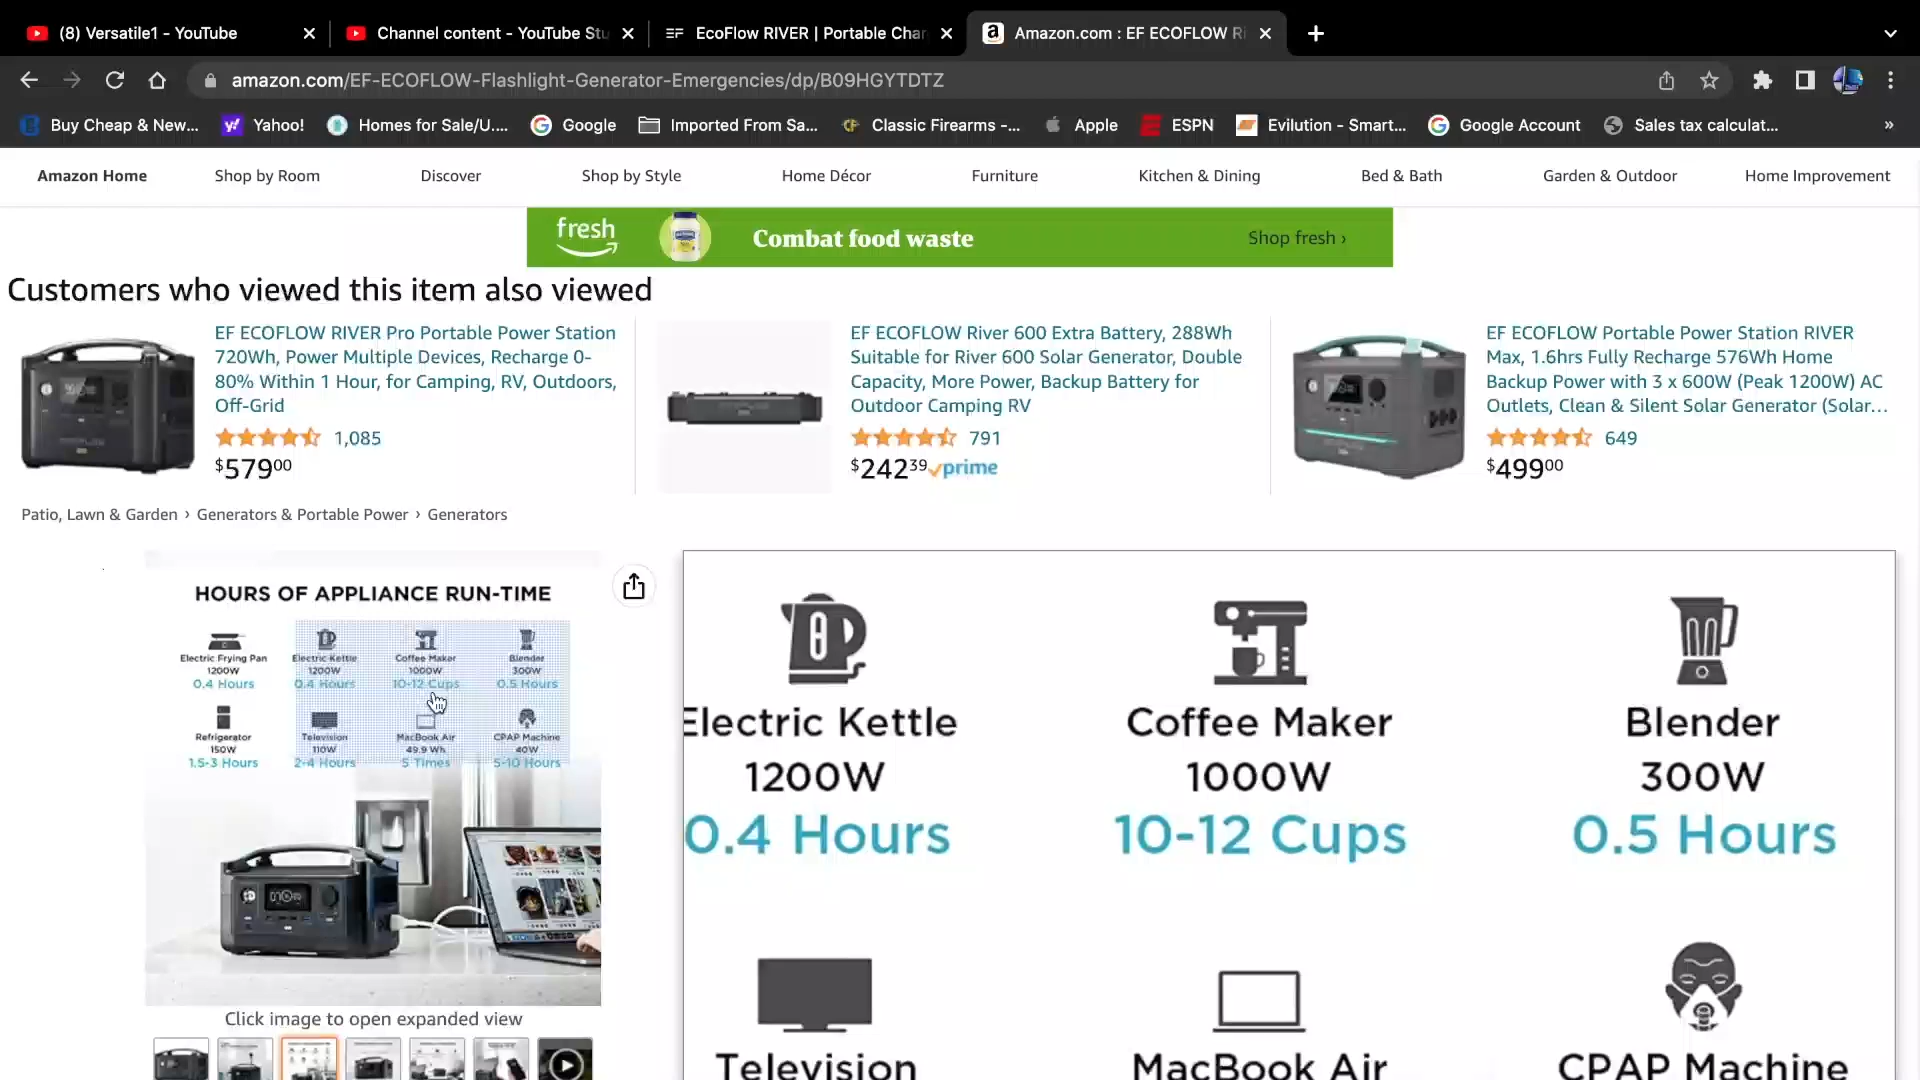 (8) Versatile1 - YouTube
Channel content - YouTube Stu
EcoFlow RIVER | Portable Char
Amazon.com : EF ECOFLOW RI
amazon.com/EF-ECOFLOW-Flashlight-Generator-Emergencies/dp/B09HGYTDTZ
Buy Cheap & New...
Yahoo!
Homes for Sale/U....
Google
Imported From Sa...
Classic Firearms -...
Apple
ESPN
Evilution - Smart...
Google Account
Sales tax calculat...
»
Amazon Home
Shop by Room
Discover
Shop by Style
Home Décor
Furniture
Kitchen & Dining
Bed & Bath
Garden & Outdoor
Home Improvement
fresh
Combat food waste
Shop fresh ›
Customers who viewed this item also viewed
EF ECOFLOW RIVER Pro Portable Power Station
720Wh, Power Multiple Devices, Recharge 0-
80% Within 1 Hour, for Camping, RV, Outdoors,
Off-Grid
1,085
$57900
EF ECOFLOW River 600 Extra Battery, 288Wh
Suitable for River 600 Solar Generator, Double
Capacity, More Power, Backup Battery for
Outdoor Camping RV
791
$24239 prime
EF ECOFLOW Portable Power Station RIVER
Max, 1.6hrs Fully Recharge 576Wh Home
Backup Power with 3 x 600W (Peak 1200W) AC
Outlets, Clean & Silent Solar Generator (Solar...
649
$49900
Patio, Lawn & Garden › Generators & Portable Power › Generators
HOURS OF APPLIANCE RUN-TIME
Electric Frying Pan
1200W
0.4 Hours
Electric Kettle
1200W
0.4 Hours
Coffee Maker
1000W
10-12 Cups
Blender
300W
0.5 Hours
Refrigerator
150W
1.5-3 Hours
Television
110W
2-4 Hours
MacBook Air
49.9 Wh
5 Times
CPAP Machine
40W
5-10 Hours
Click image to open expanded view
Electric Kettle
1200W
0.4 Hours
Coffee Maker
1000W
10-12 Cups
Blender
300W
0.5 Hours
Television
MacBook Air
CPAP Machine